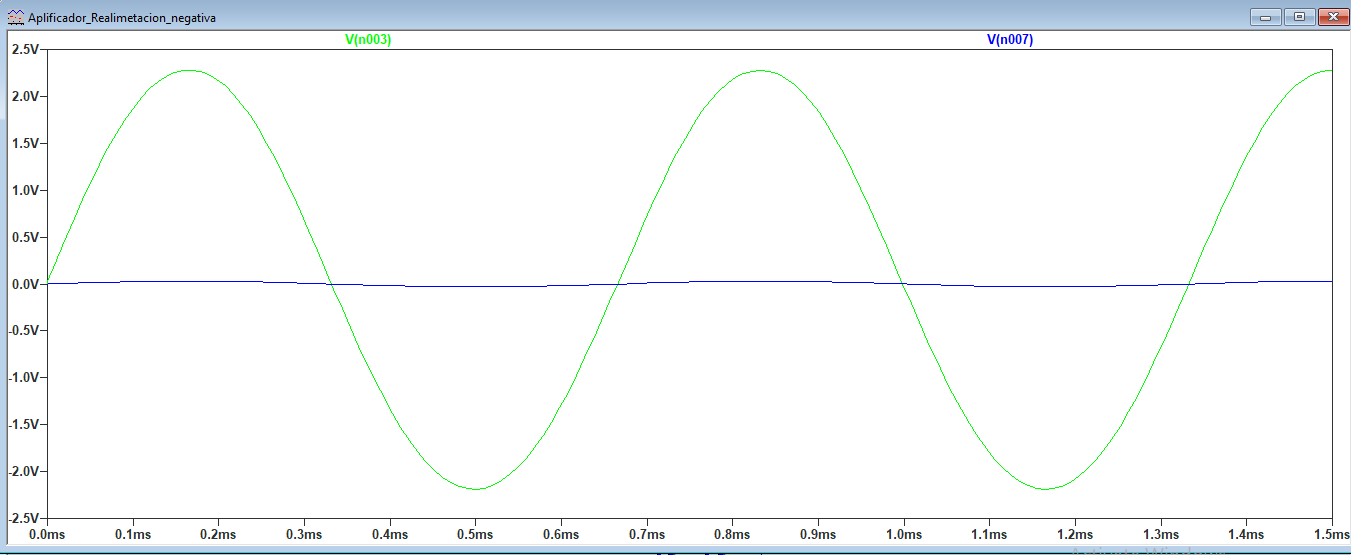 Aplificador_Realimetacion_negativa
V(n003) V(n007)
2.5V
2.0V
1.5V
1.0V
0.5V
0.0V
-0.5V
-1.0V
-1.5V
-2.0V
-2.5V
0.0ms 0.1ms 0.2ms 0.3ms 0.4ms 0.5ms 0.6ms 0.7ms 0.8ms 0.9ms 1.0ms 1.1ms 1.2ms 1.3ms 1.4ms 1.5ms